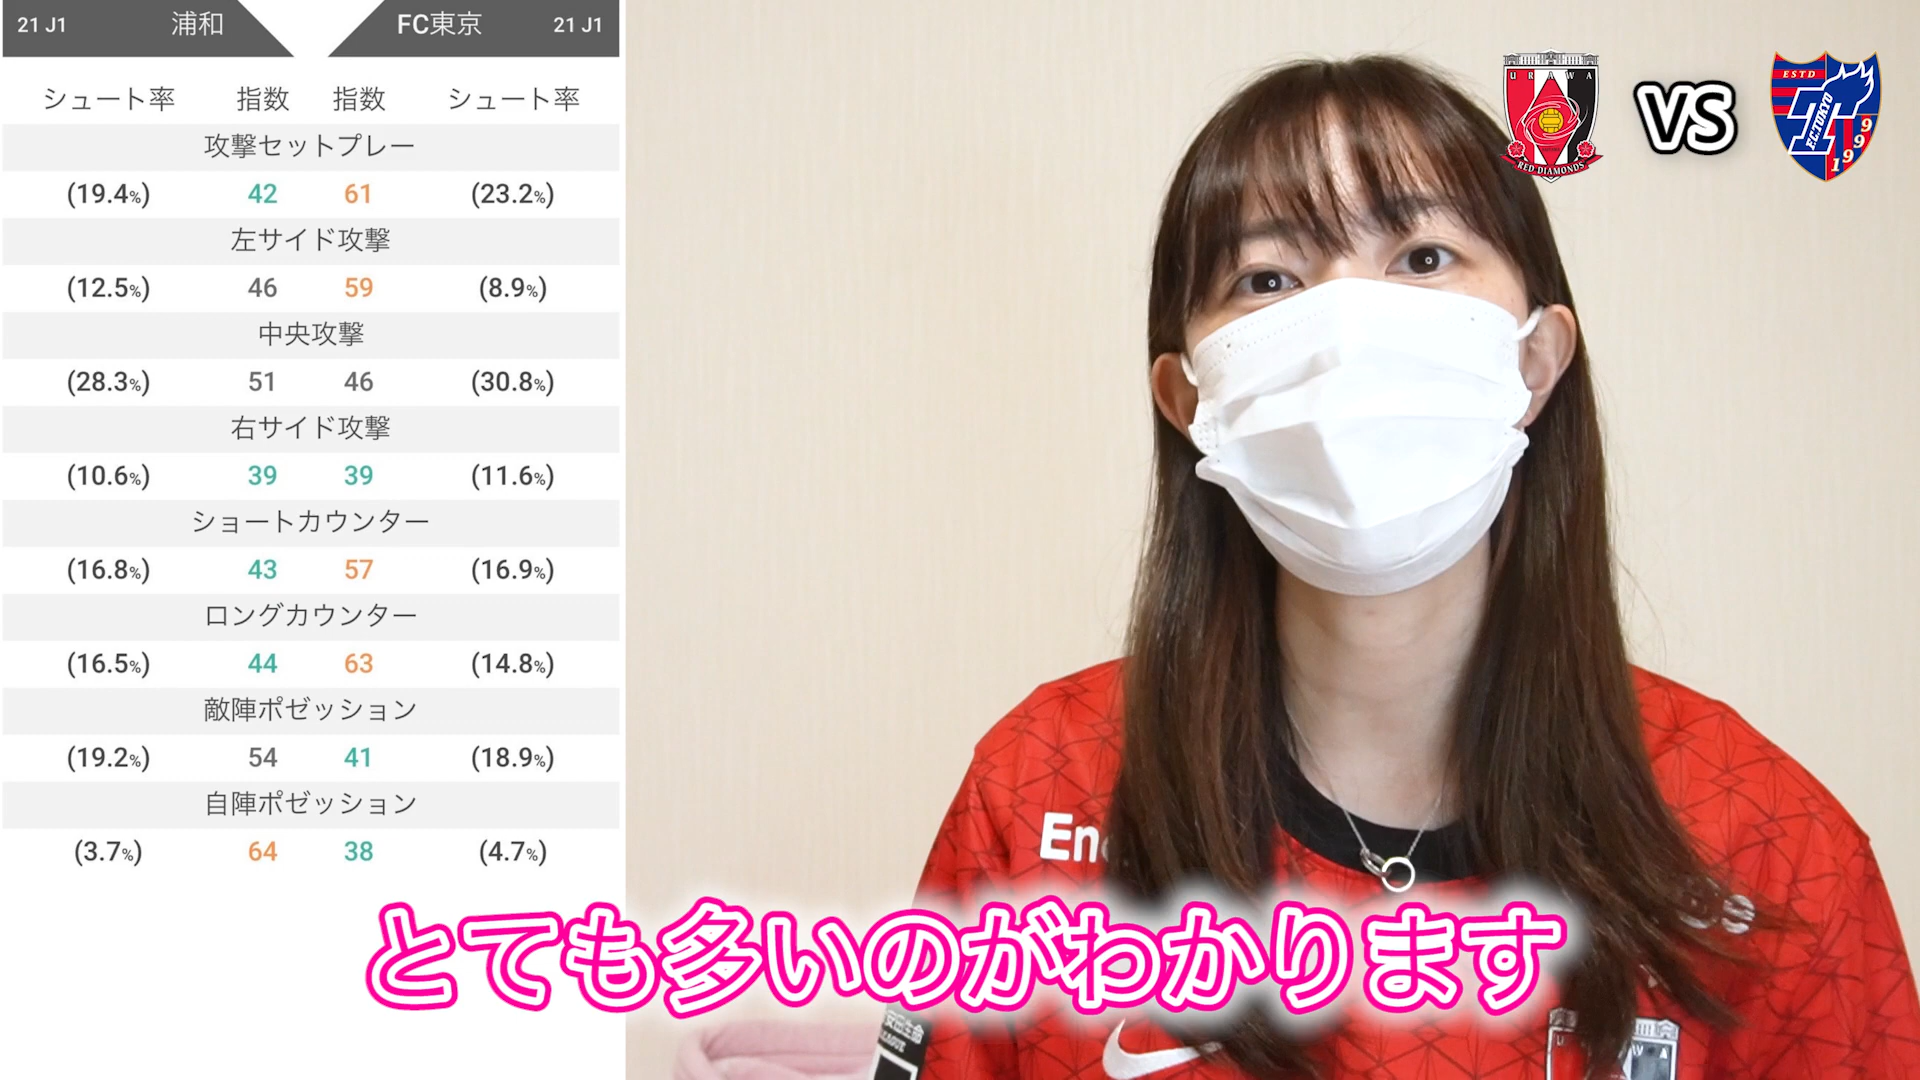 21 J1 浦和 FC東京 21 J1
シュート率 指数 指数 シュート率
攻撃セットプレー
(19.4%) 42 61 (23.2%)
左サイド攻撃
(12.5%) 46 59 (8.9%)
中央攻撃
(28.3%) 51 46 (30.8%)
右サイド攻撃
(10.6%) 39 39 (11.6%)
ショートカウンター
(16.8%) 43 57 (16.9%)
ロングカウンター
(16.5%) 44 63 (14.8%)
敵陣ポゼッション
(19.2%) 54 41 (18.9%)
自陣ポゼッション
(3.7%) 64 38 (4.7%)
URAWA
RED DIAMONDS
VS
ESTD
F.C.TOKYO
1999
En
とても多いのがわかります